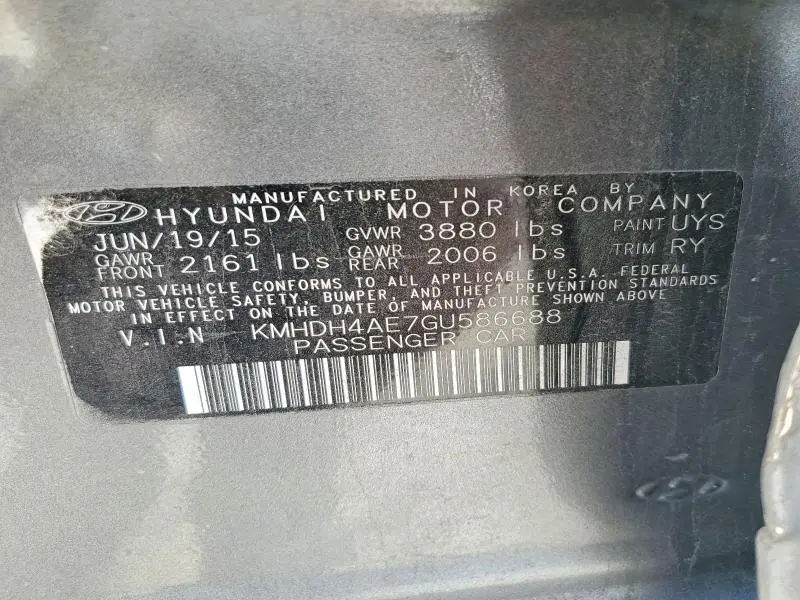 MANUFACTURED IN KOREA BY
HYUNDAI MOTOR COMPANY
JUN/19/15 GVWR 3880 lbs PAINT UYS
GAWR FRONT 2161 lbs GAWR REAR 2006 lbs TRIM RY
THIS VEHICLE CONFORMS TO ALL APPLICABLE U.S.A. FEDERAL
MOTOR VEHICLE SAFETY, BUMPER, AND THEFT PREVENTION STANDARDS
IN EFFECT ON THE DATE OF MANUFACTURE SHOWN ABOVE
V.I.N KMHDH4AE7GU586688
PASSENGER CAR